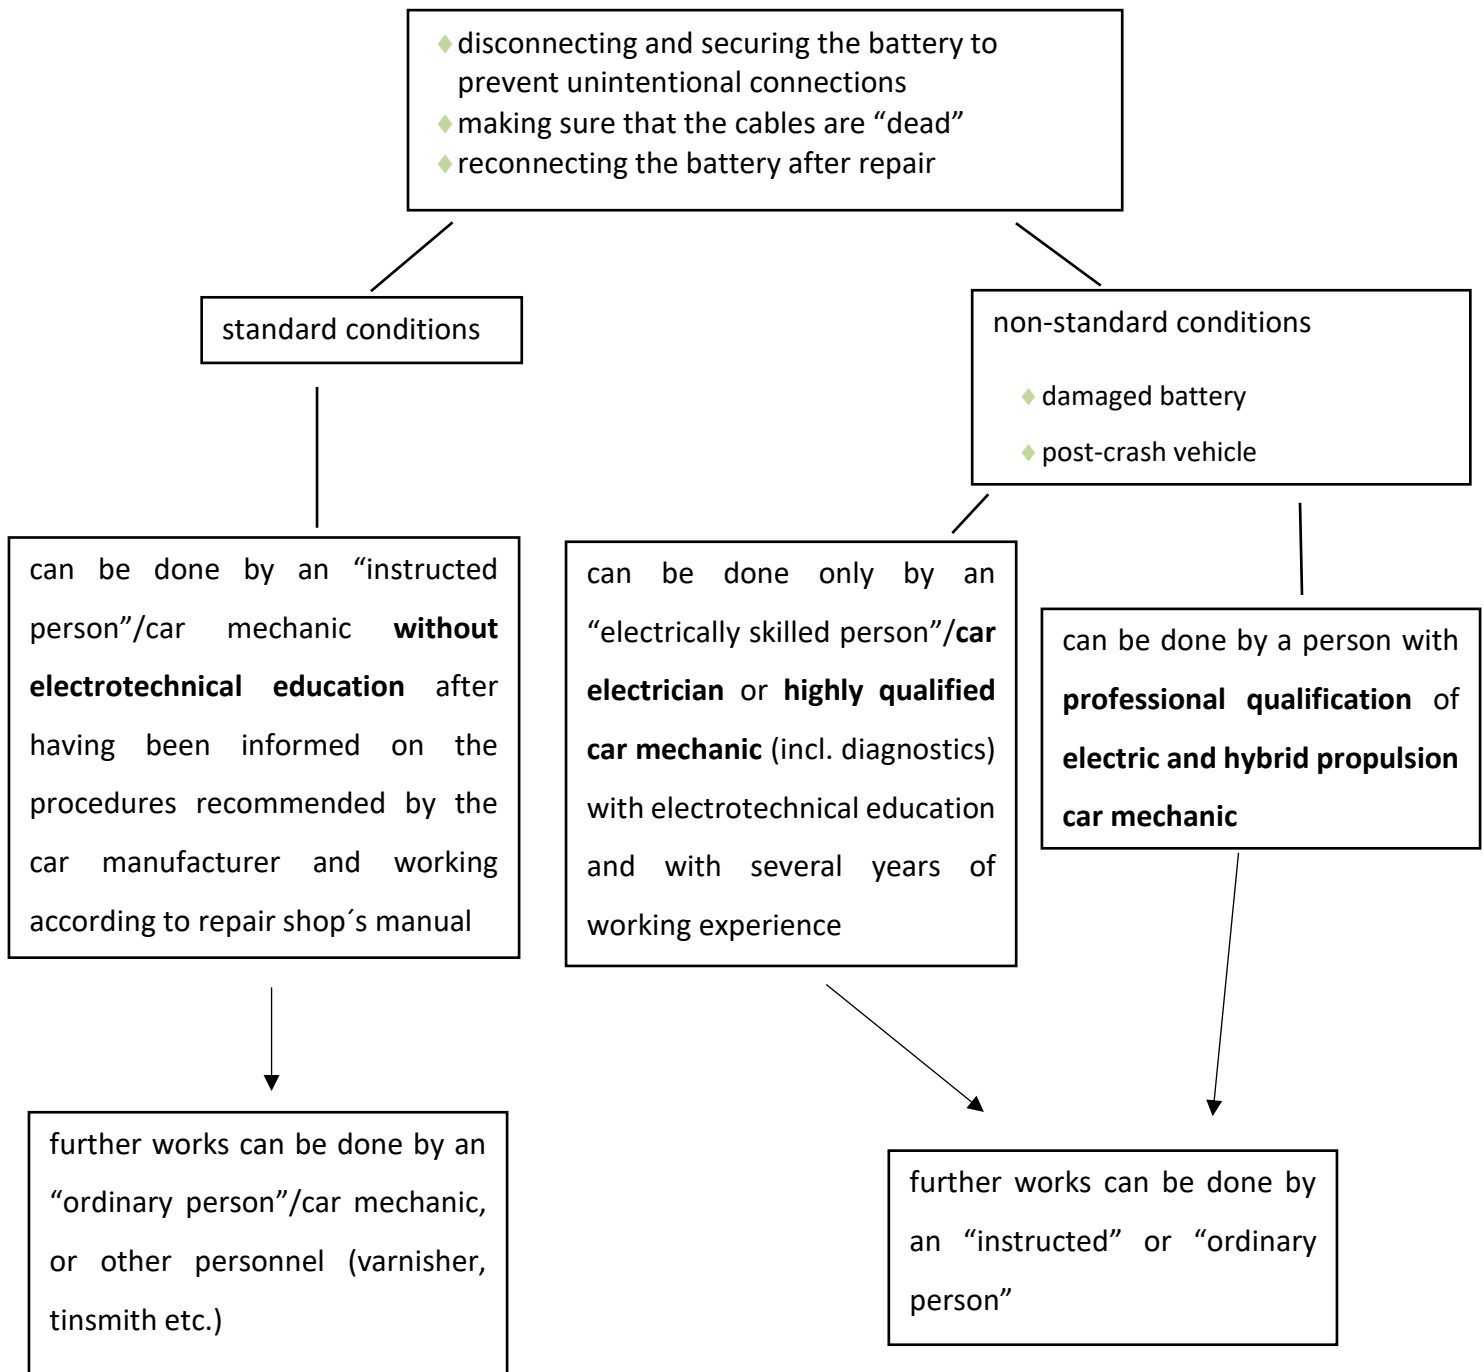 ♦ disconnecting and securing the battery to
prevent unintentional connections
♦ making sure that the cables are “dead”
♦ reconnecting the battery after repair
standard conditions
non-standard conditions
♦ damaged battery
♦ post-crash vehicle
can be done by an “instructed
person”/car mechanic without
electrotechnical education after
having been informed on the
procedures recommended by the
car manufacturer and working
according to repair shop´s manual
can be done only by an
“electrically skilled person”/car
electrician or highly qualified
car mechanic (incl. diagnostics)
with electrotechnical education
and with several years of
working experience
can be done by a person with
professional qualification of
electric and hybrid propulsion
car mechanic
further works can be done by an
“ordinary person”/car mechanic,
or other personnel (varnisher,
tinsmith etc.)
further works can be done by
an “instructed” or “ordinary
person”